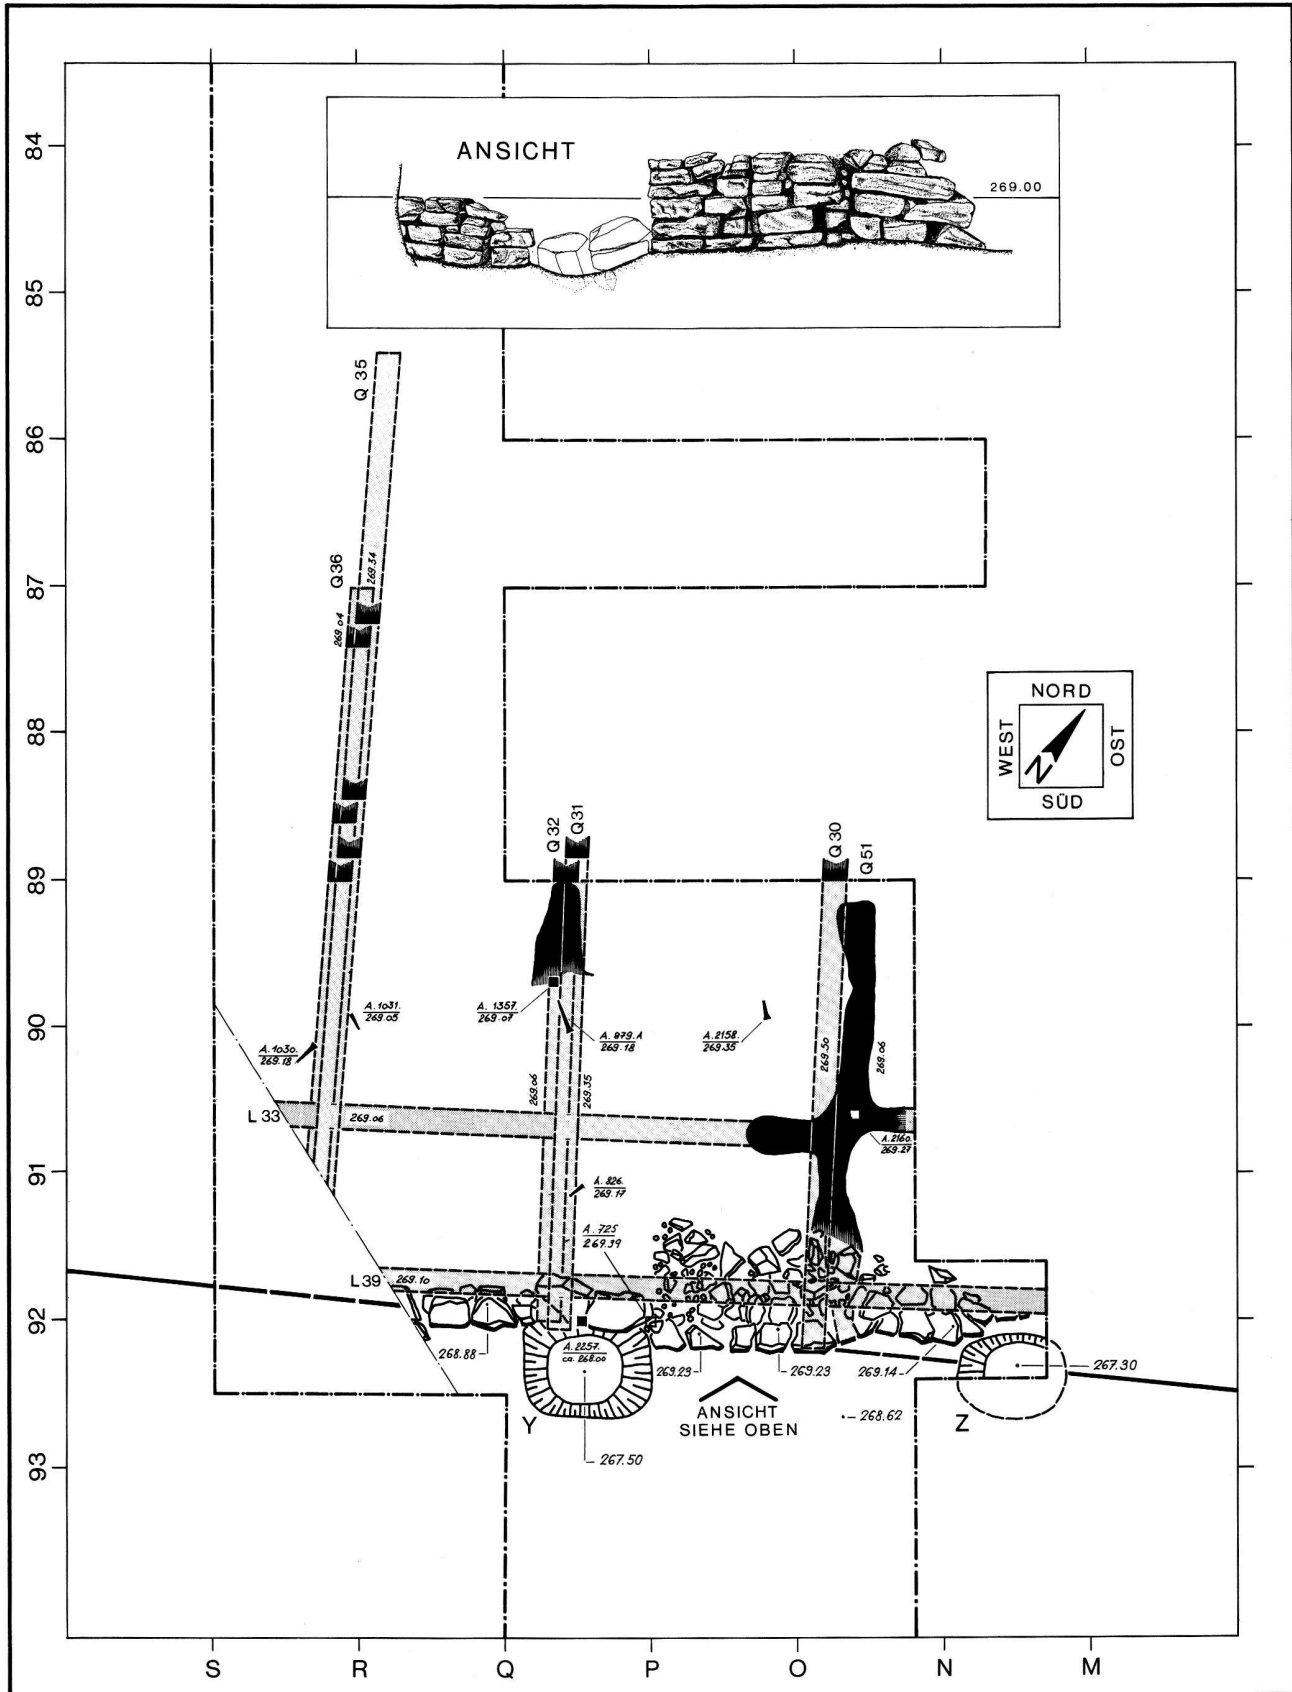 84
ANSICHT
269.00
85
Q 35
86
269.34
Q36
87
269.04
NORD
WEST
OST
N
SÜD
88
Q 32
Q31
Q30
Q51
89
A.1031.
269.05
A. 1357.
269.07
A. 879.A
269.18
A.2158.
269.35
90
A.1030.
269.18
269.50
269.06
269.06
269.35
L 33
269.06
A.2160.
269.27
91
A. 826.
269.17
A. 725
269.39
L39
269.10
92
268.88
A.2257.
ca. 268.00
269.23
269.23
269.14
267.30
Y
ANSICHT
SIEHE OBEN
268.62
Z
267.50
93
S R Q P O N M